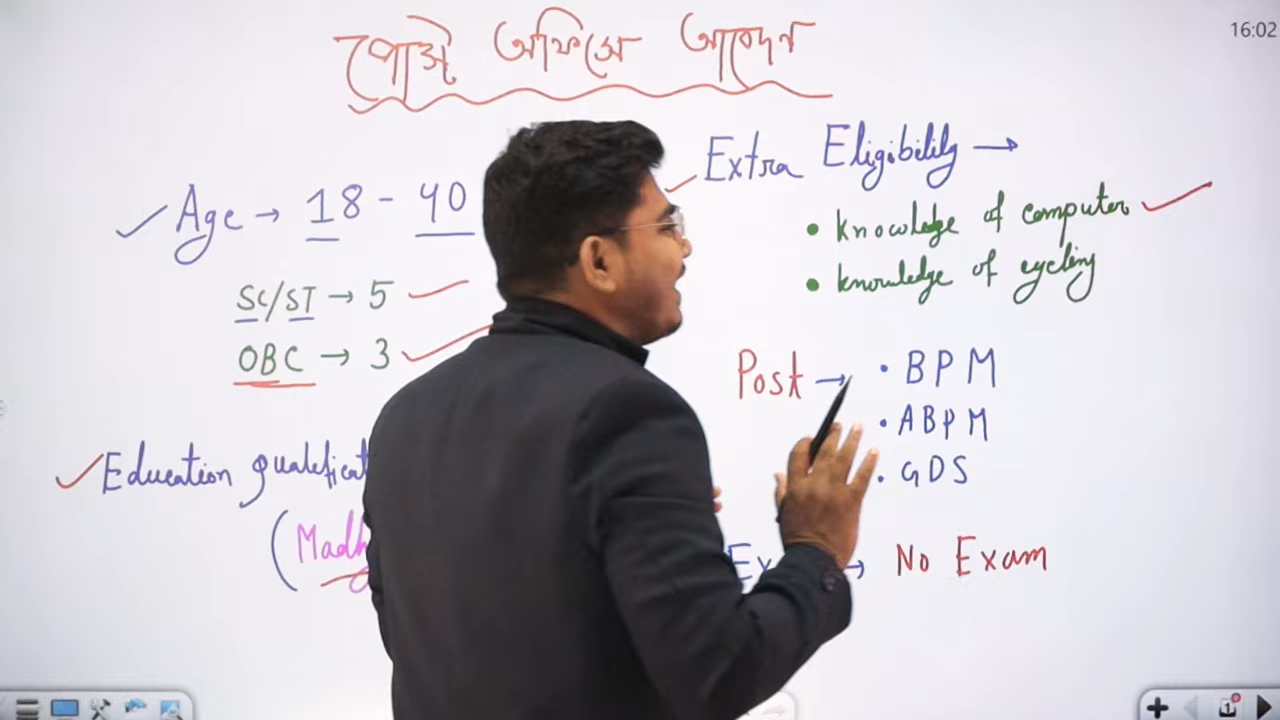 পোস্ট অফিসে আবেদন
16:02
Age → 18 - 40
SC/ST → 5
OBC → 3
Education
Extra Eligibility →
• knowledge of computer
• knowledge of cycling
Post → • BPM
• ABPM
• GDS
→ No Exam